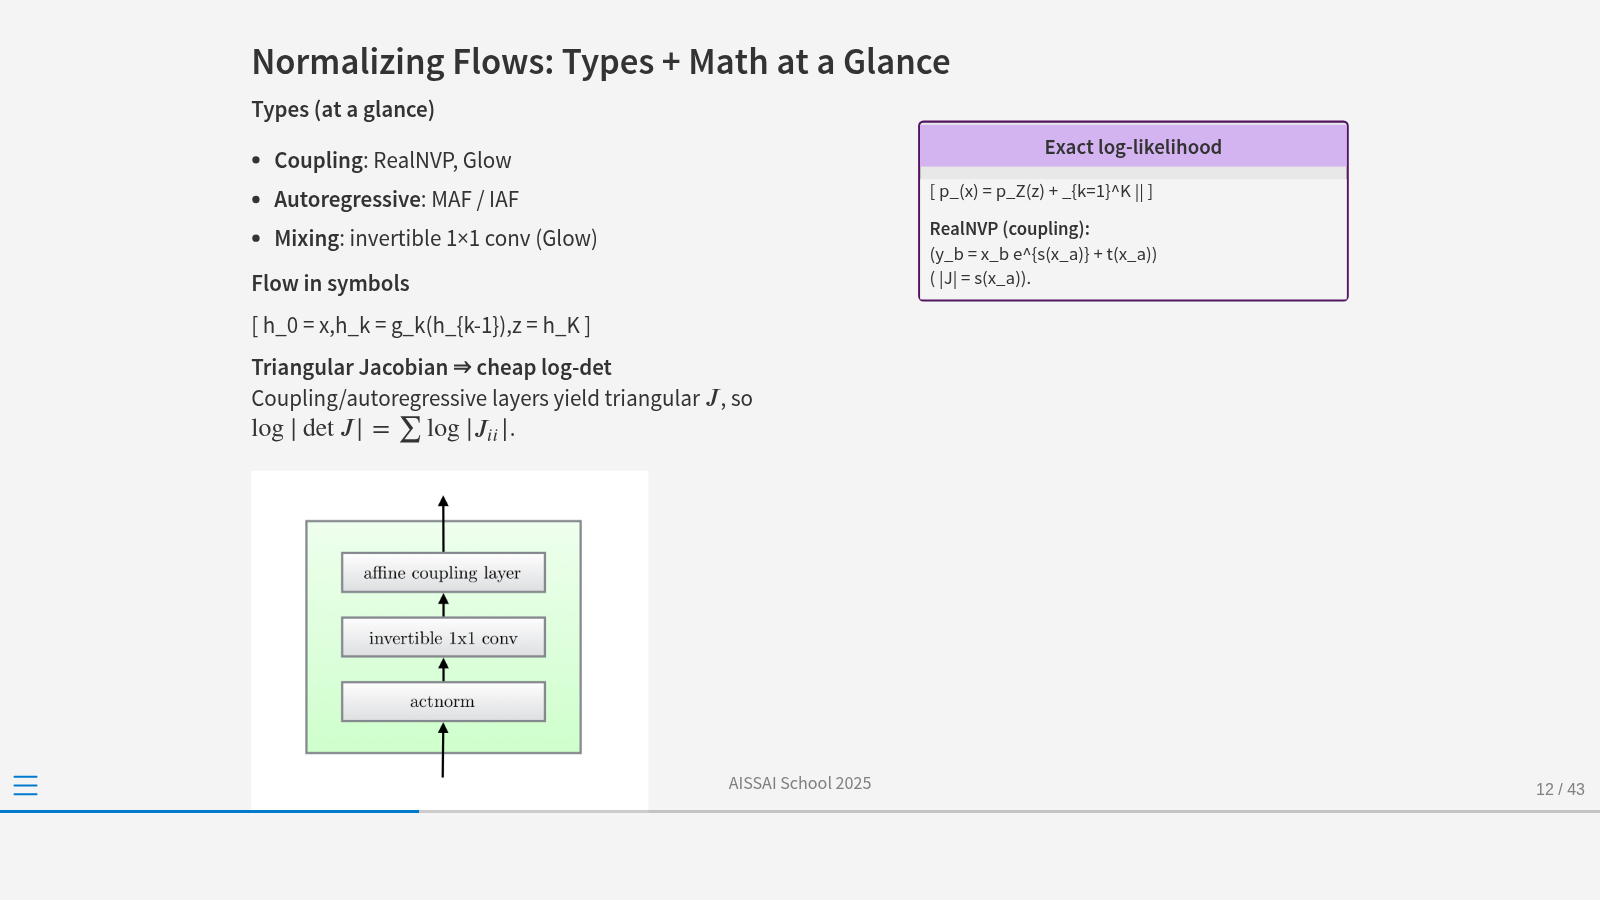 Normalizing Flows: Types + Math at a Glance
Types (at a glance)
• Coupling: RealNVP, Glow
• Autoregressive: MAF / IAF
• Mixing: invertible 1×1 conv (Glow)
Flow in symbols
[ h_0 = x,h_k = g_k(h_{k-1}),z = h_K ]
Triangular Jacobian ⇒ cheap log-det
Coupling/autoregressive layers yield triangular J, so
log | det J| = ∑ log |J_{ii}|.
affine coupling layer
invertible 1x1 conv
actnorm
Exact log-likelihood
[ p_(x) = p_Z(z) + _{k=1}^K || ]
RealNVP (coupling):
(y_b = x_b e^{s(x_a)} + t(x_a))
( |J| = s(x_a)).
AISSAI School 2025
12 / 43